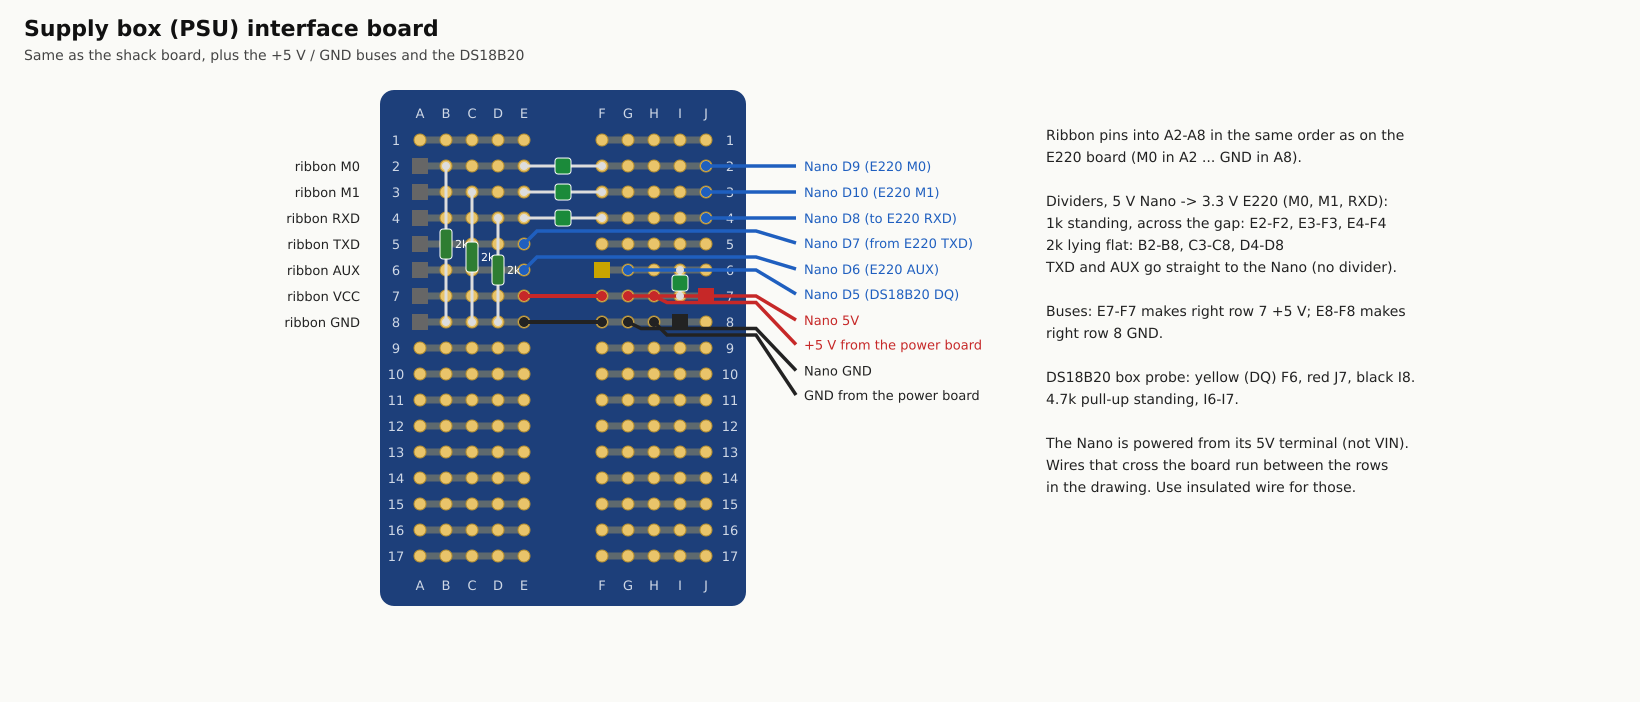 Supply box (PSU) interface board
Same as the shack board, plus the +5 V / GND buses and the DS18B20
A B C D E F G H I J
1 1
ribbon M0 2 2 Nano D9 (E220 M0)
ribbon M1 3 3 Nano D10 (E220 M1)
ribbon RXD 4 4 Nano D8 (to E220 RXD)
ribbon TXD 5 2k 5 Nano D7 (from E220 TXD)
2k
ribbon AUX 6 2k 6 Nano D6 (E220 AUX)
ribbon VCC 7 7 Nano D5 (DS18B20 DQ)
ribbon GND 8 8 Nano 5V
9 9 +5 V from the power board
10 10 Nano GND
11 11 GND from the power board
12 12
13 13
14 14
15 15
16 16
17 17
A B C D E F G H I J
Ribbon pins into A2-A8 in the same order as on the
E220 board (M0 in A2 ... GND in A8).
Dividers, 5 V Nano -> 3.3 V E220 (M0, M1, RXD):
1k standing, across the gap: E2-F2, E3-F3, E4-F4
2k lying flat: B2-B8, C3-C8, D4-D8
TXD and AUX go straight to the Nano (no divider).
Buses: E7-F7 makes right row 7 +5 V; E8-F8 makes
right row 8 GND.
DS18B20 box probe: yellow (DQ) F6, red J7, black I8.
4.7k pull-up standing, I6-I7.
The Nano is powered from its 5V terminal (not VIN).
Wires that cross the board run between the rows
in the drawing. Use insulated wire for those.